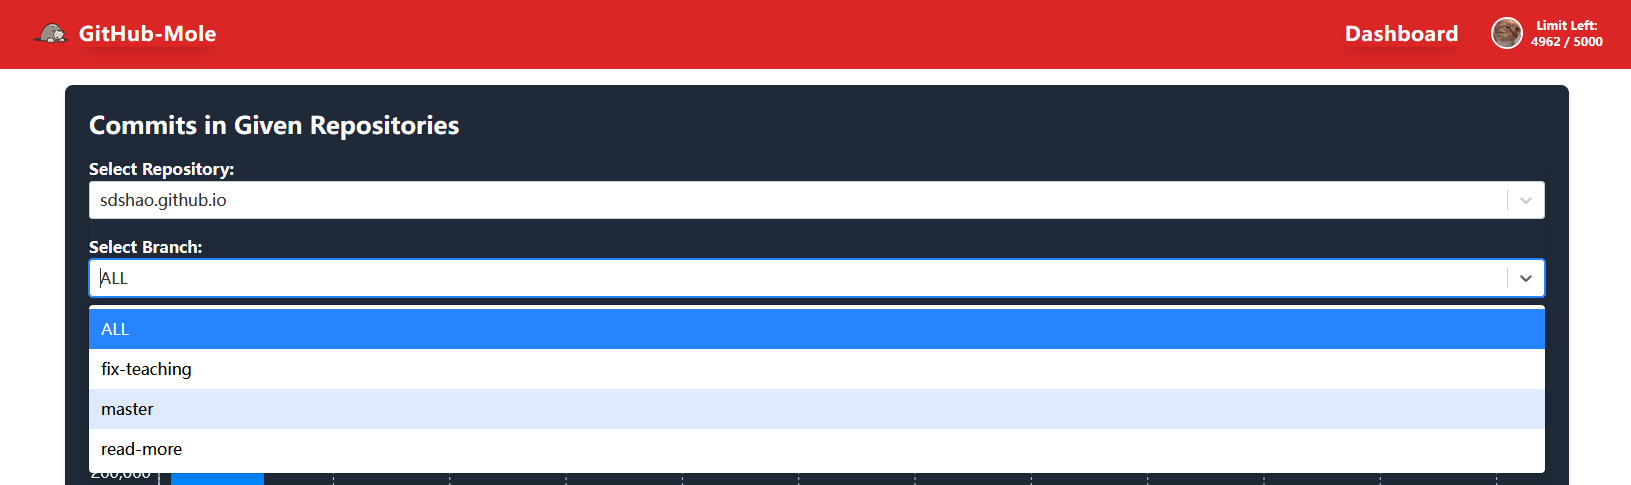 GitHub-Mole
Dashboard
Limit Left:
4962 / 5000
Commits in Given Repositories
Select Repository:
sdshao.github.io
Select Branch:
ALL
ALL
fix-teaching
master
read-more
200,000